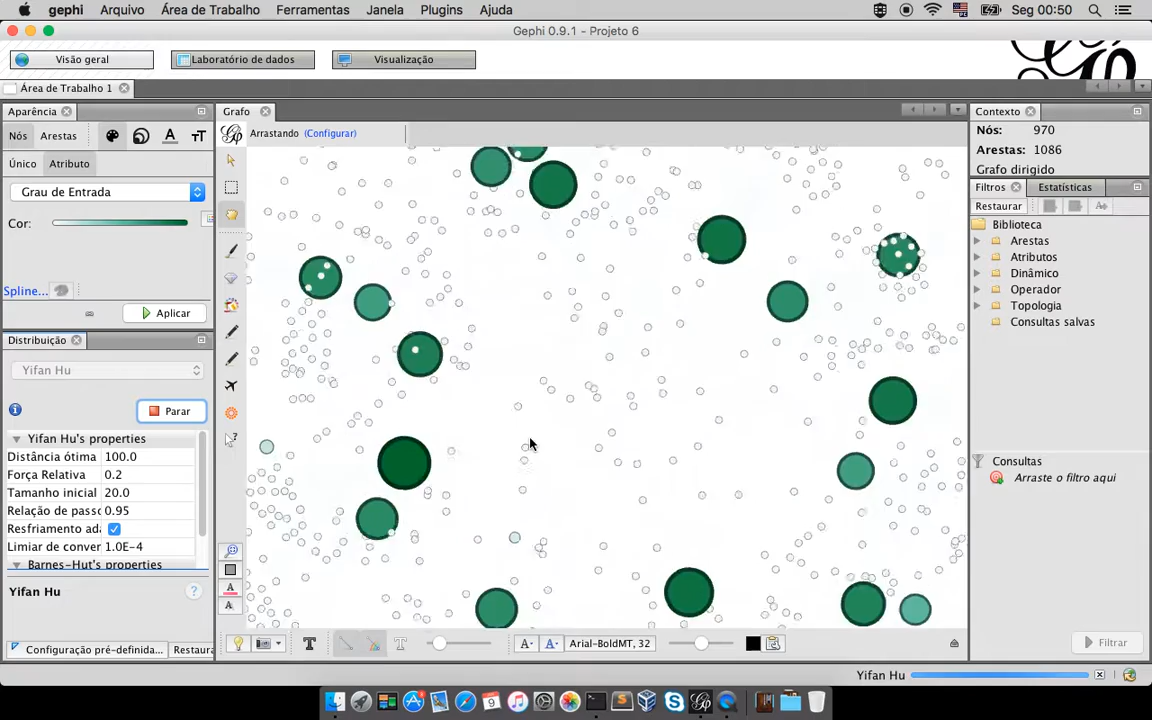 gephi Arquivo Área de Trabalho Ferramentas Janela Plugins Ajuda Seg 00:50
Gephi 0.9.1 - Projeto 6
Visão geral Laboratório de dados Visualização
Área de Trabalho 1
Aparência Grafo Contexto
Nós Arestas Arrastando (Configurar)
Nós: 970
Arestas: 1086
Grafo dirigido
Único Atributo
Filtros Estatísticas
Grau de Entrada
Restaurar
Cor:
Biblioteca
Arestas
Atributos
Dinâmico
Operador
Topologia
Consultas salvas
Spline...
Aplicar
Distribuição
Yifan Hu
Parar
Yifan Hu's properties
Distância ótima 100.0
Força Relativa 0.2
Tamanho inicial 20.0
Relação de passo 0.95
Resfriamento ada
Limiar de conver 1.0E-4
Barnes-Hut's properties
Consultas
Arraste o filtro aqui
Yifan Hu ?
Configuração pré-definida... Restaura
T T A A Arial-BoldMT, 32
Filtrar
Yifan Hu